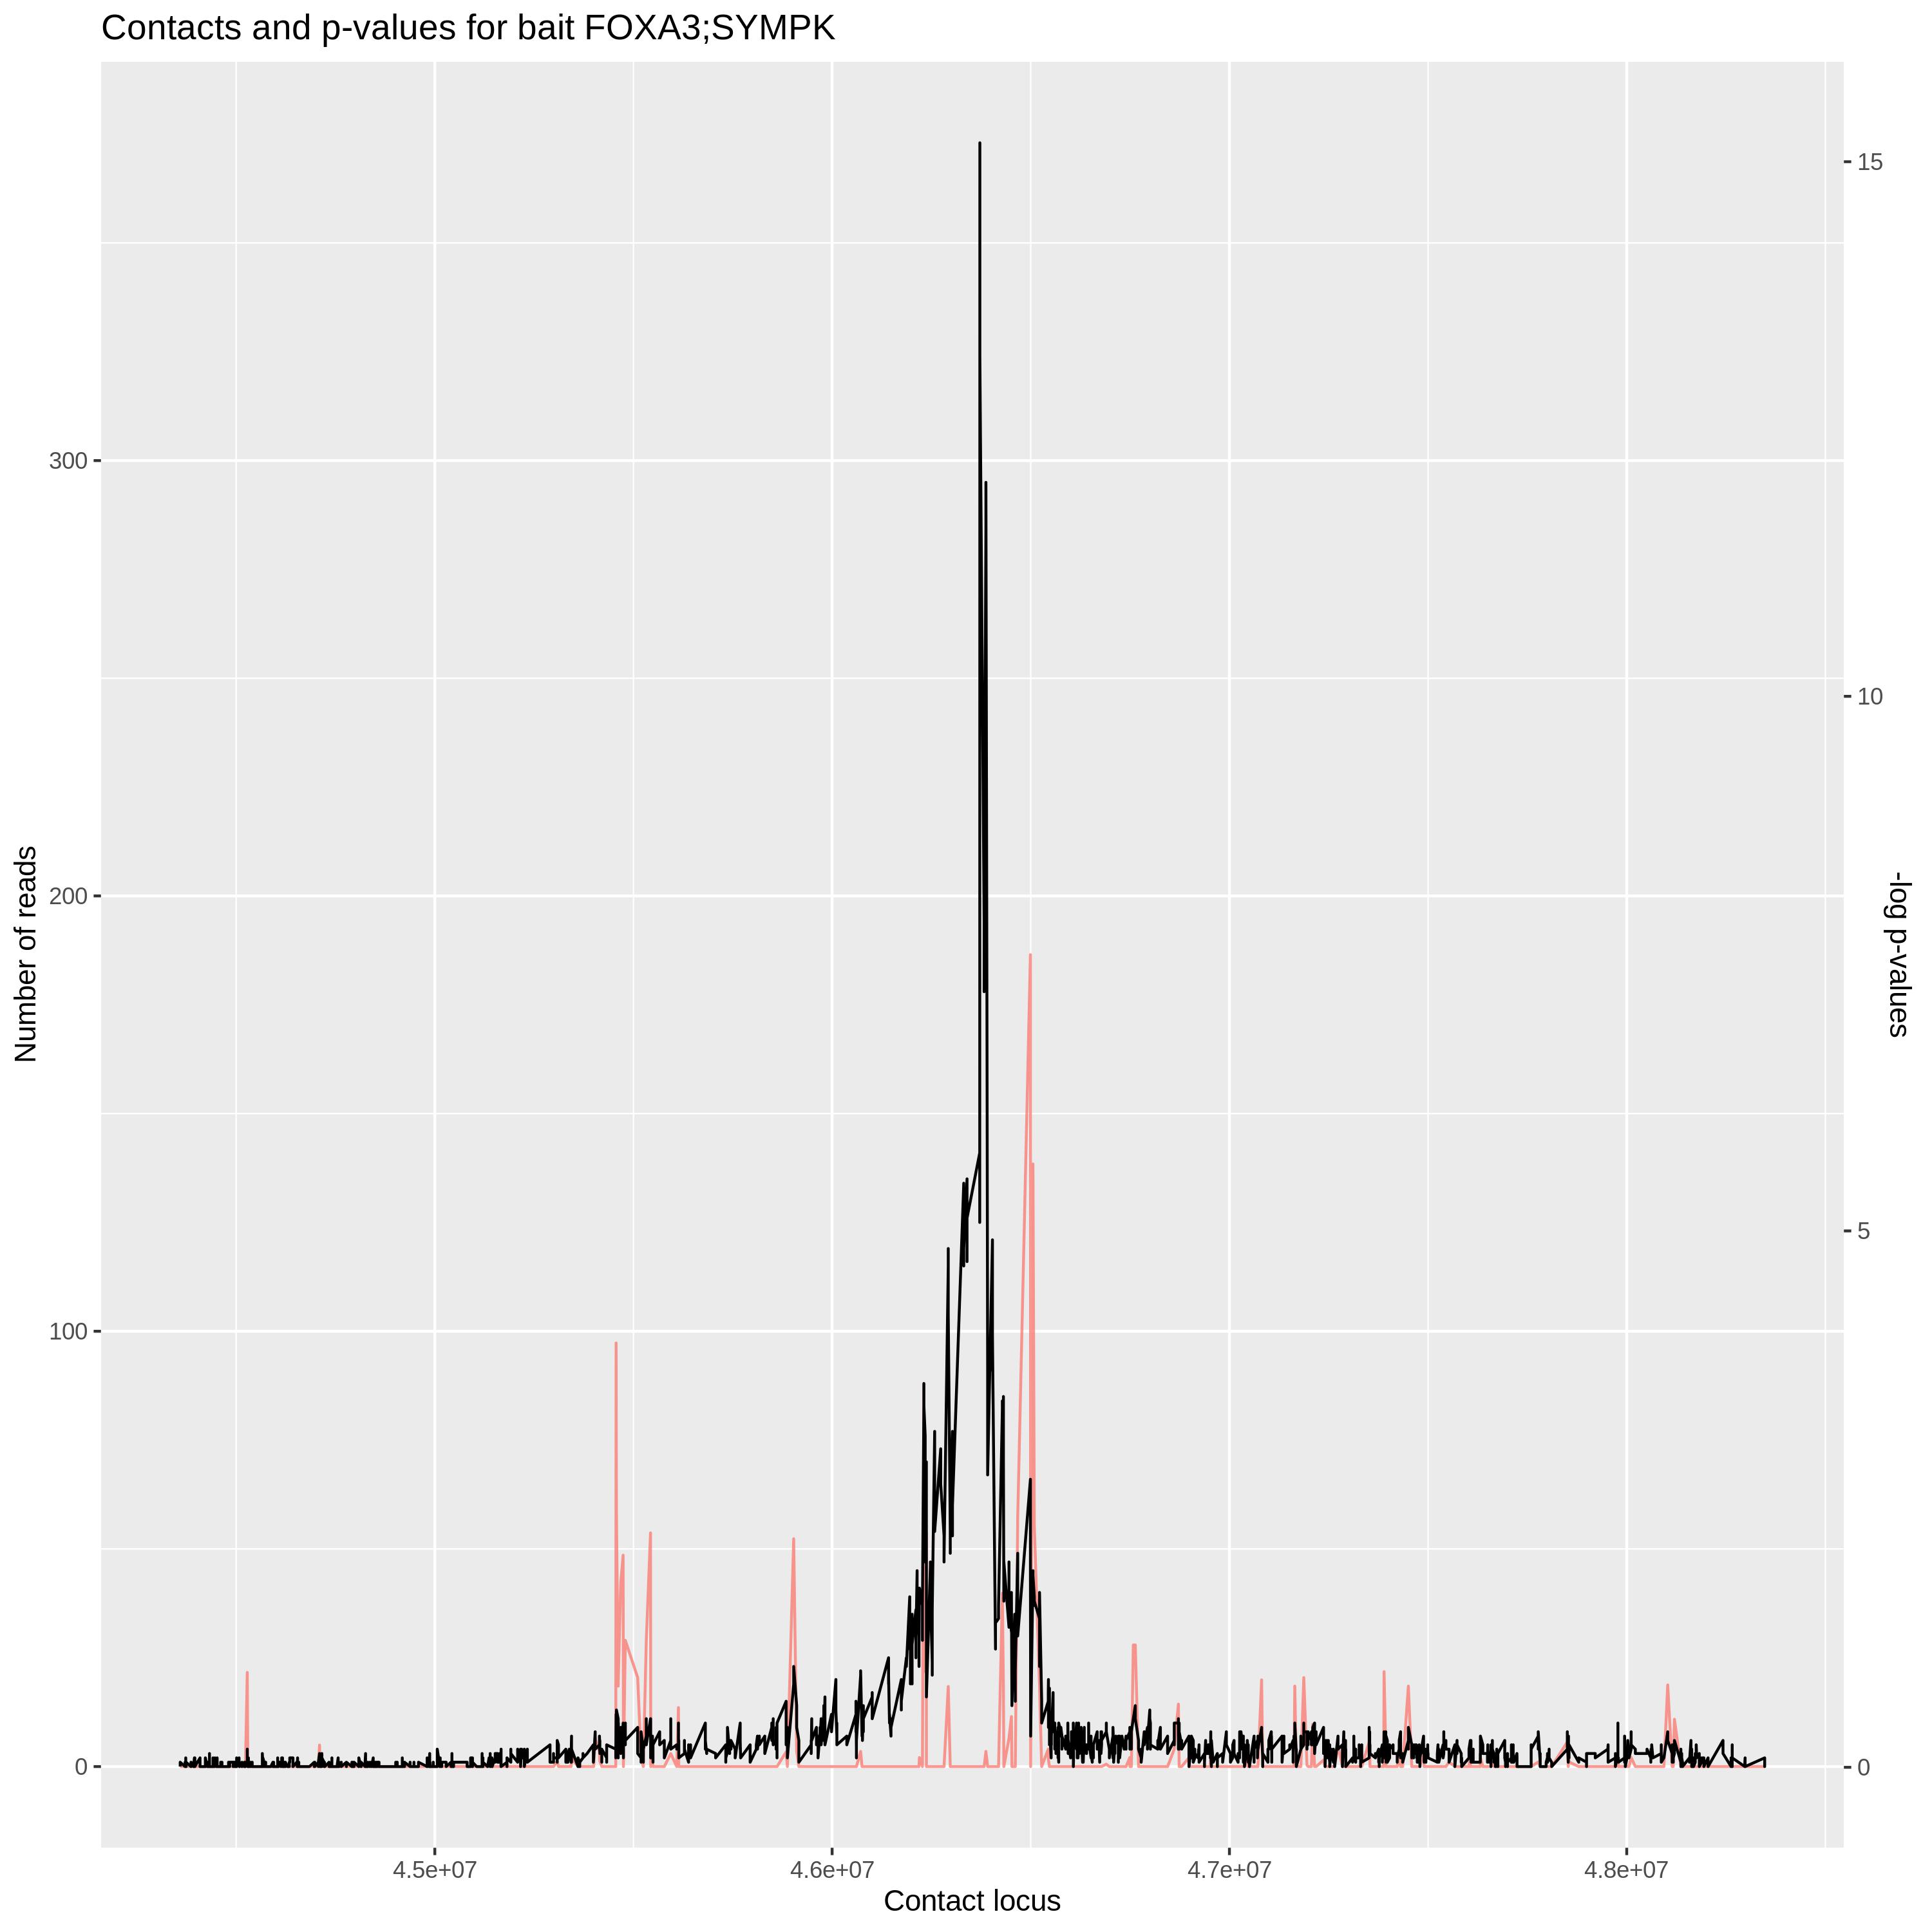 Contacts and p-values for bait FOXA3;SYMPK
Number of reads
300
200
100
0
15
10
5
0
-log p-values
4.5e+07 4.6e+07 4.7e+07 4.8e+07
Contact locus